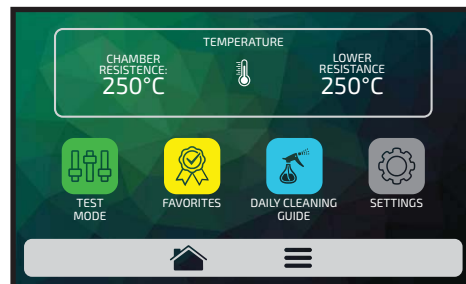 TEMPERATURE
CHAMBER
RESISTENCE:
250°C
LOWER
RESISTANCE
250°C
TEST
MODE
FAVORITES
DAILY CLEANING
GUIDE
SETTINGS